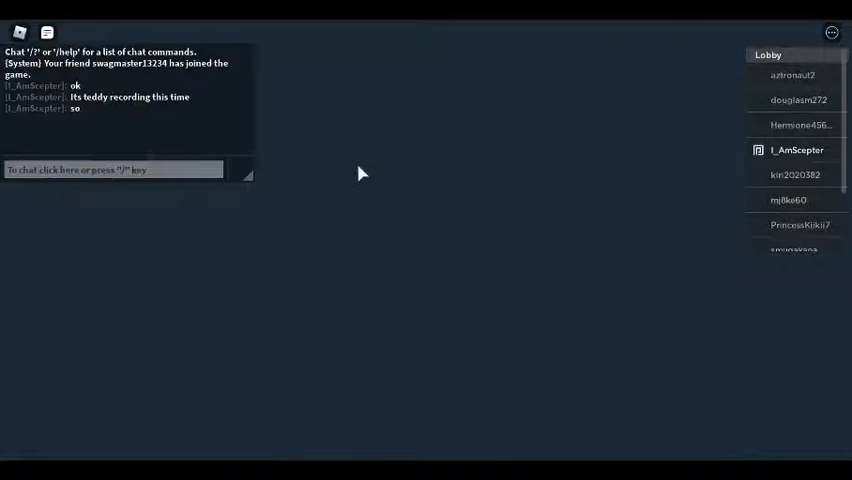 Chat '/?' or '/help' for a list of chat commands.
{System} Your friend swagmaster13234 has joined the
game.
[I_AmScepter]: ok
[I_AmScepter]: Its teddy recording this time
[I_AmScepter]: so
To chat click here or press "/" key
Lobby
aztronaut2
douglasm272
Hermione456...
I_AmScepter
kin2020382
mj8ke60
PrincessKiikii7